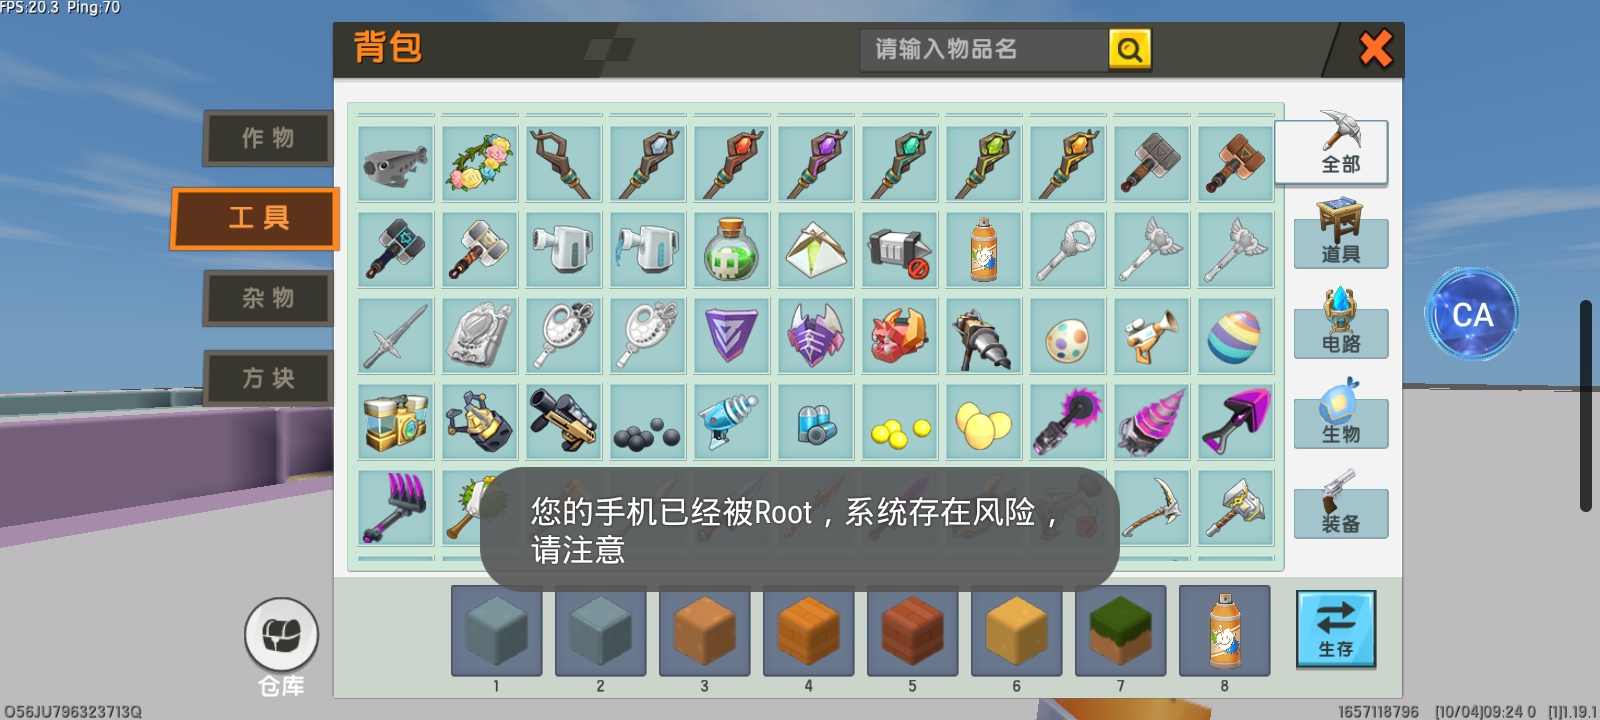 FPS:20.3 Ping:70
背包
请输入物品名
作物
工具
杂物
方块
全部
道具
电路
生物
装备
CA
您的手机已经被Root，系统存在风险，
请注意
仓库
生存
1 2 3 4 5 6 7 8
O56JU796323713Q
1657118796 [10/04]09:24 0 [1]1.19.1